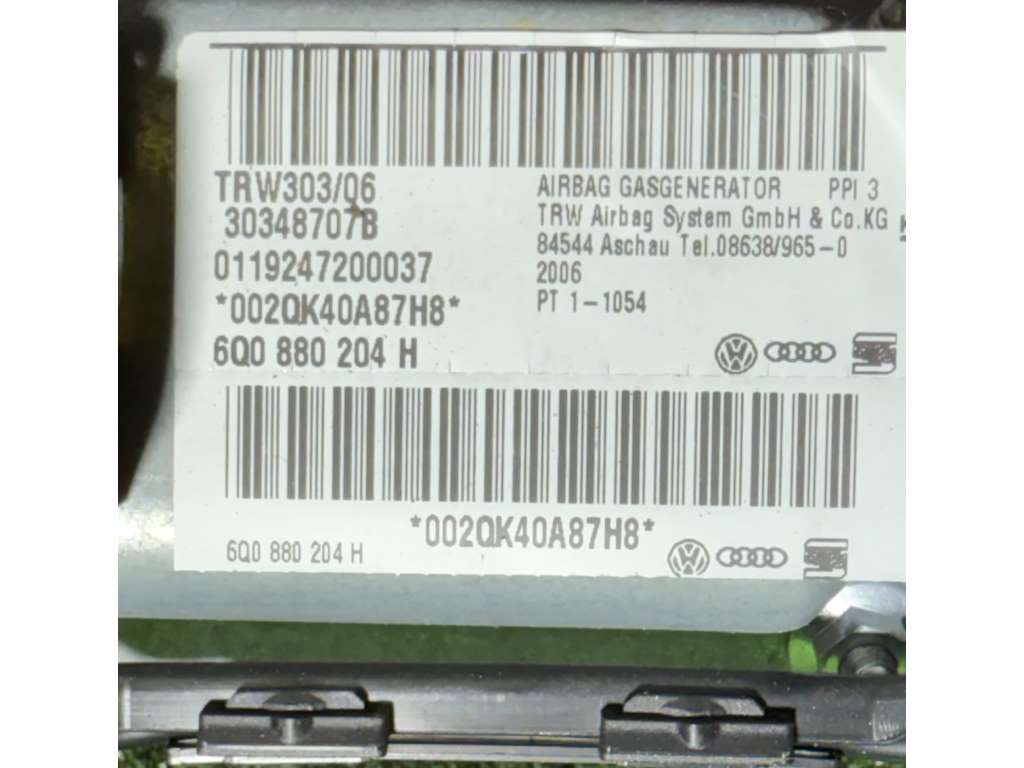 TRW303/06
30348707B
0119247200037
*002QK40A87H8*
6Q0 880 204 H
AIRBAG GASGENERATOR PPI 3
TRW Airbag System GmbH & Co.KG
84544 Aschau Tel.08638/965-0
2006
PT 1-1054
*002QK40A87H8*
6Q0 880 204 H